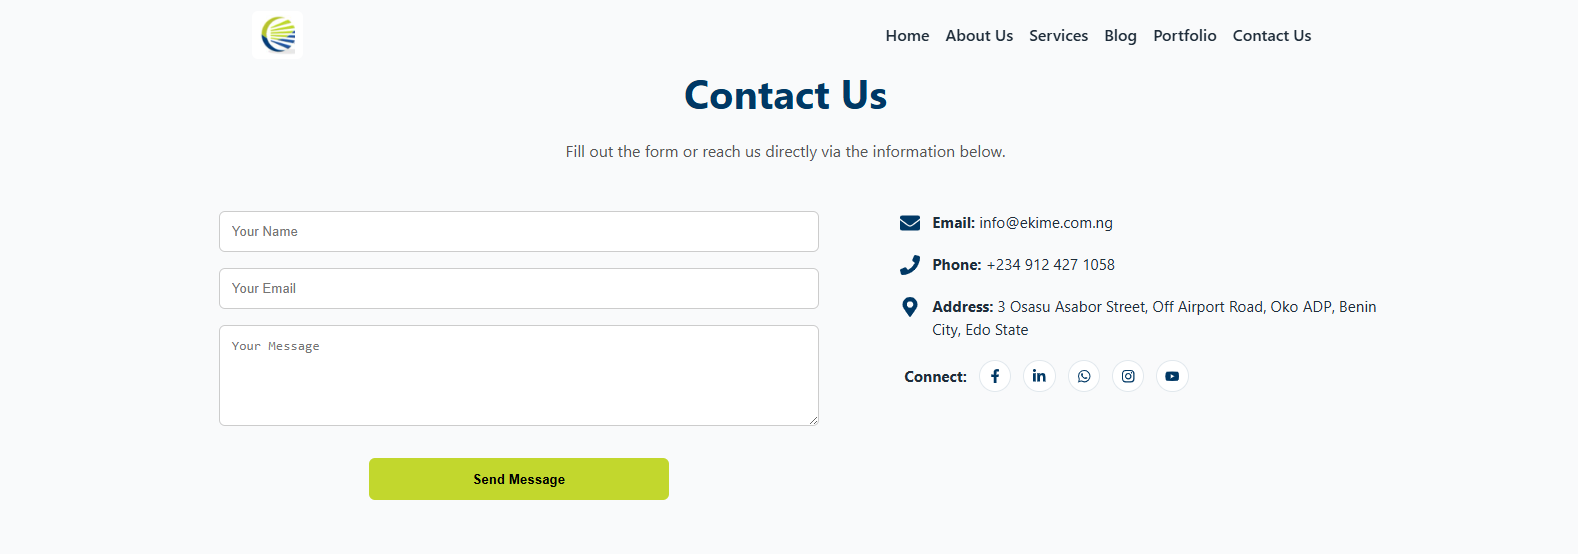 Home About Us Services Blog Portfolio Contact Us
Contact Us
Fill out the form or reach us directly via the information below.
Your Name
Your Email
Your Message
Send Message
Email: info@ekime.com.ng
Phone: +234 912 427 1058
Address: 3 Osasu Asabor Street, Off Airport Road, Oko ADP, Benin
City, Edo State
Connect: